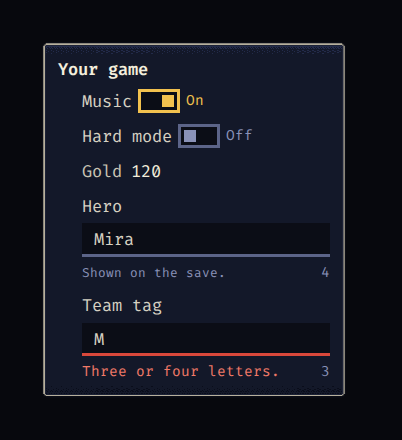 Your game
Music On
Hard mode Off
Gold 120
Hero
Mira
Shown on the save. 4
Team tag
M
Three or four letters. 3